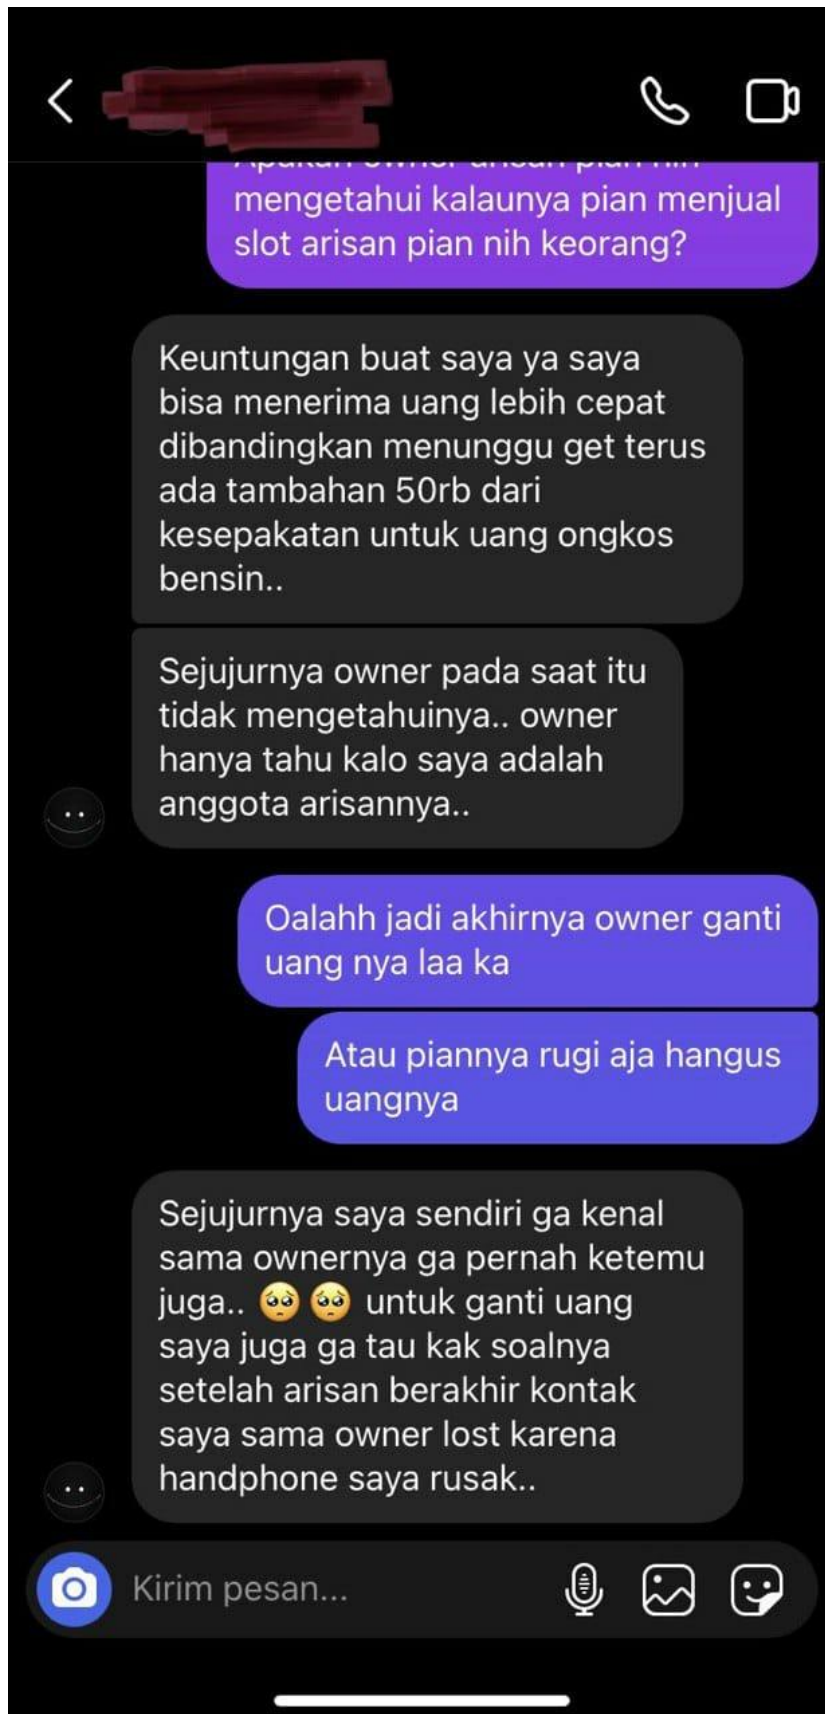 mengetahui kalaunya pian menjual
slot arisan pian nih keorang?
Keuntungan buat saya ya saya
bisa menerima uang lebih cepat
dibandingkan menunggu get terus
ada tambahan 50rb dari
kesepakatan untuk uang ongkos
bensin..
Sejujurnya owner pada saat itu
tidak mengetahuinya.. owner
hanya tahu kalo saya adalah
anggota arisannya..
Oalahh jadi akhirnya owner ganti
uang nya laa ka
Atau piannya rugi aja hangus
uangnya
Sejujurnya saya sendiri ga kenal
sama ownernya ga pernah ketemu
juga.. 🥺 🥺 untuk ganti uang
saya juga ga tau kak soalnya
setelah arisan berakhir kontak
saya sama owner lost karena
handphone saya rusak..
Kirim pesan...